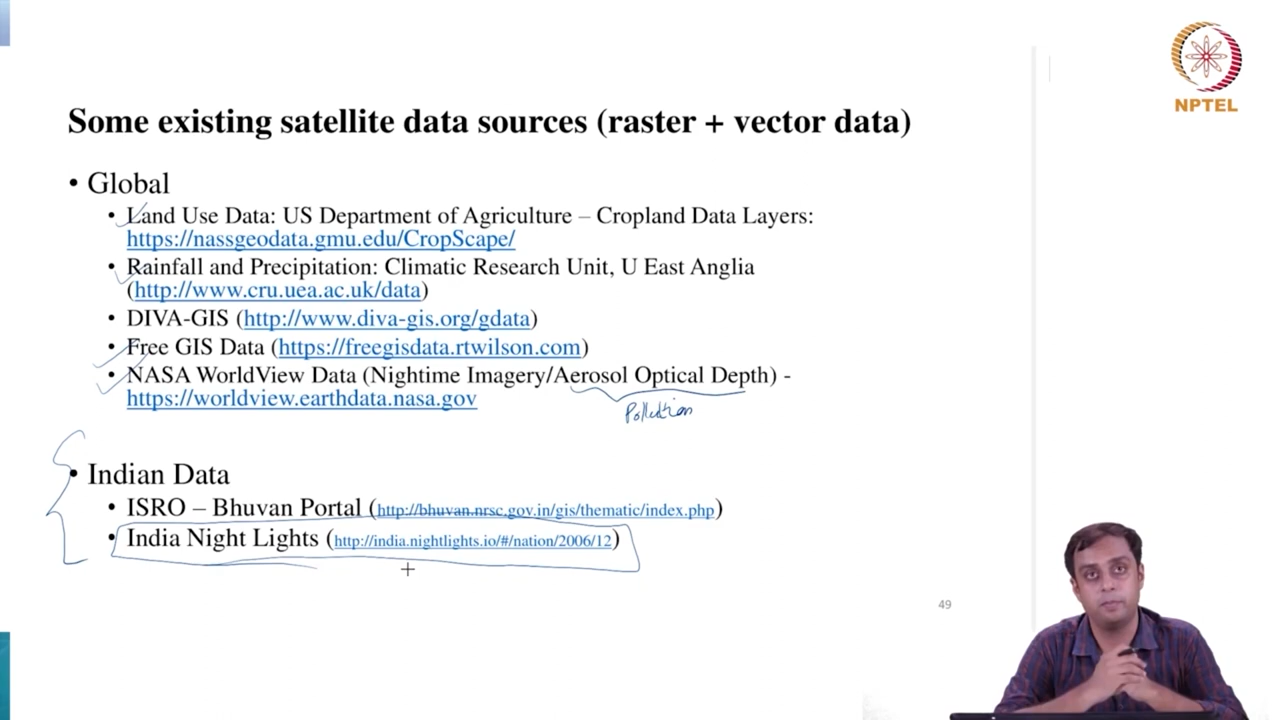 NPTEL
Some existing satellite data sources (raster + vector data)
• Global
• Land Use Data: US Department of Agriculture – Cropland Data Layers:
https://nassgeodata.gmu.edu/CropScape/
• Rainfall and Precipitation: Climatic Research Unit, U East Anglia
(http://www.cru.uea.ac.uk/data)
• DIVA-GIS (http://www.diva-gis.org/gdata)
• Free GIS Data (https://freegisdata.rtwilson.com)
• NASA WorldView Data (Nightime Imagery/Aerosol Optical Depth) -
https://worldview.earthdata.nasa.gov
Pollution
• Indian Data
• ISRO – Bhuvan Portal (http://bhuvan.nrsc.gov.in/gis/thematic/index.php)
• India Night Lights (http://india.nightlights.io/#/nation/2006/12)
49